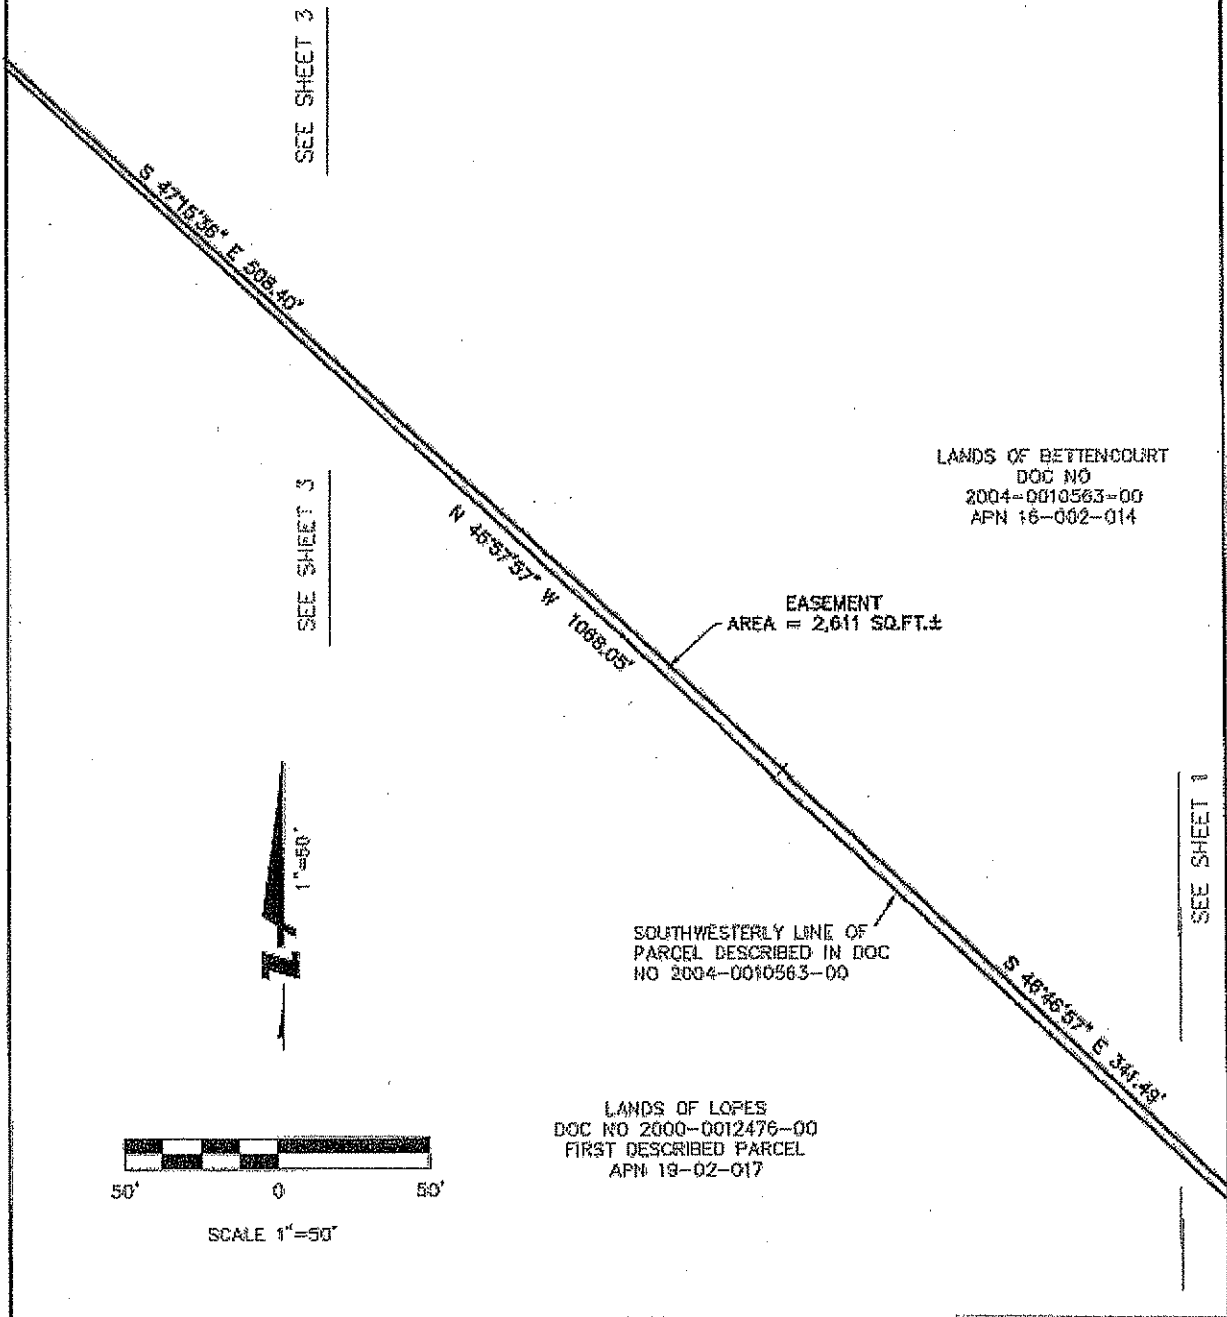 SEE SHEET 3
S 47°15'36" E 508.40'
LANDS OF BETTENCOURT
DOC NO
2004-0010563-00
APN 16-002-014
SEE SHEET 3
N 45°57'57" W 1068.05'
EASEMENT
AREA = 2,611 SQ.FT.±
SEE SHEET 1
1"=50'
SOUTHWESTERLY LINE OF
PARCEL DESCRIBED IN DOC
NO 2004-0010563-00
S 46°46'57" E 341.49'
LANDS OF LOPES
DOC NO 2000-0012476-00
FIRST DESCRIBED PARCEL
APN 19-02-017
50' 0 50'
SCALE 1"=50'